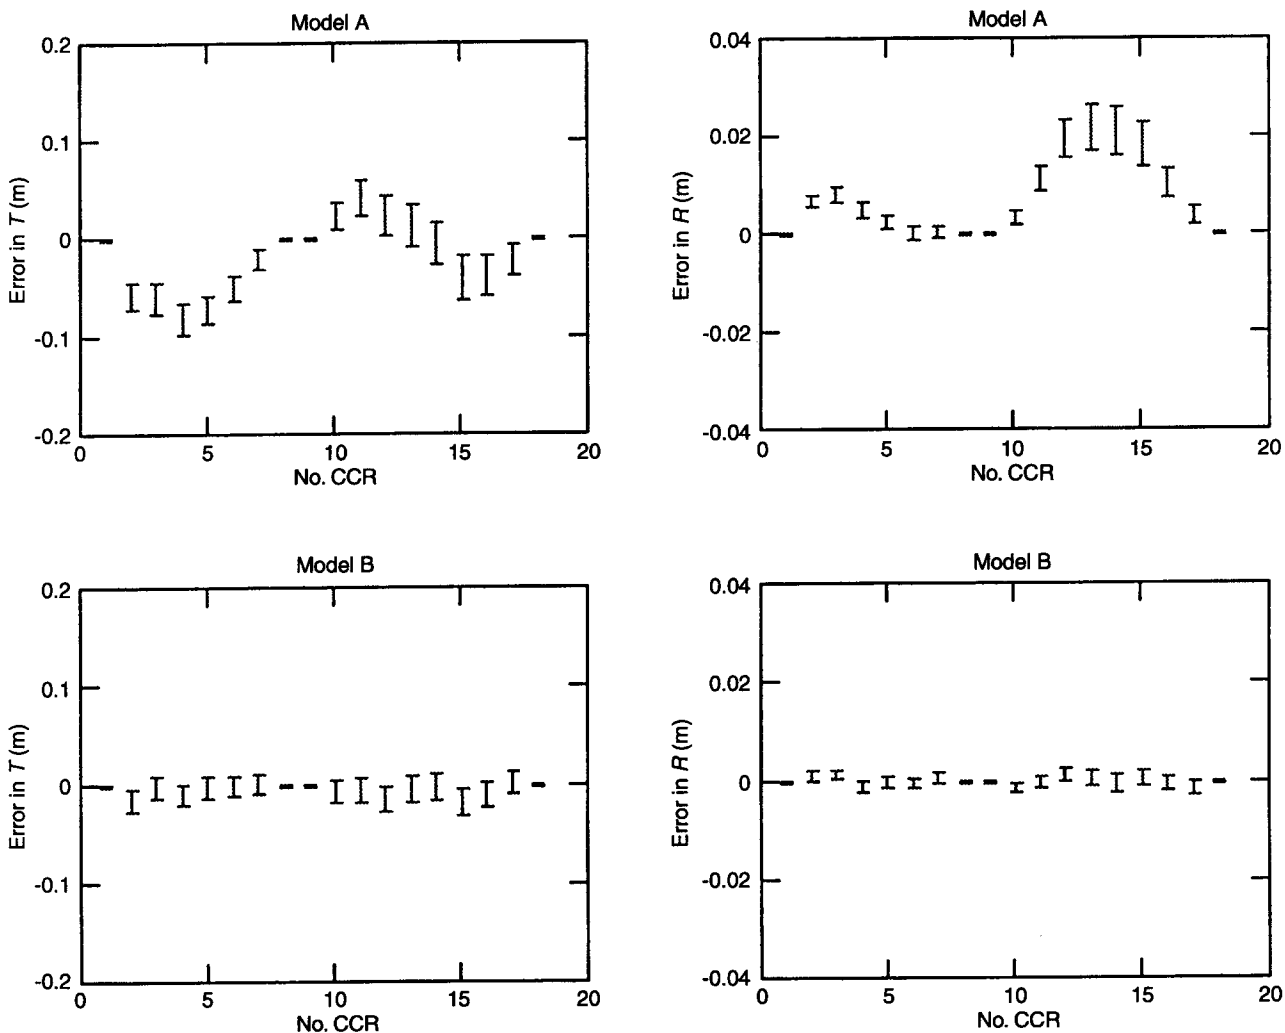 Model A
0.2
0.1
0
-0.1
-0.2
Error in T (m)
0 5 10 15 20
No. CCR
Model A
0.04
0.02
0
-0.02
-0.04
Error in R (m)
0 5 10 15 20
No. CCR
Model B
0.2
0.1
0
-0.1
-0.2
Error in T (m)
0 5 10 15 20
No. CCR
Model B
0.04
0.02
0
-0.02
-0.04
Error in R (m)
0 5 10 15 20
No. CCR